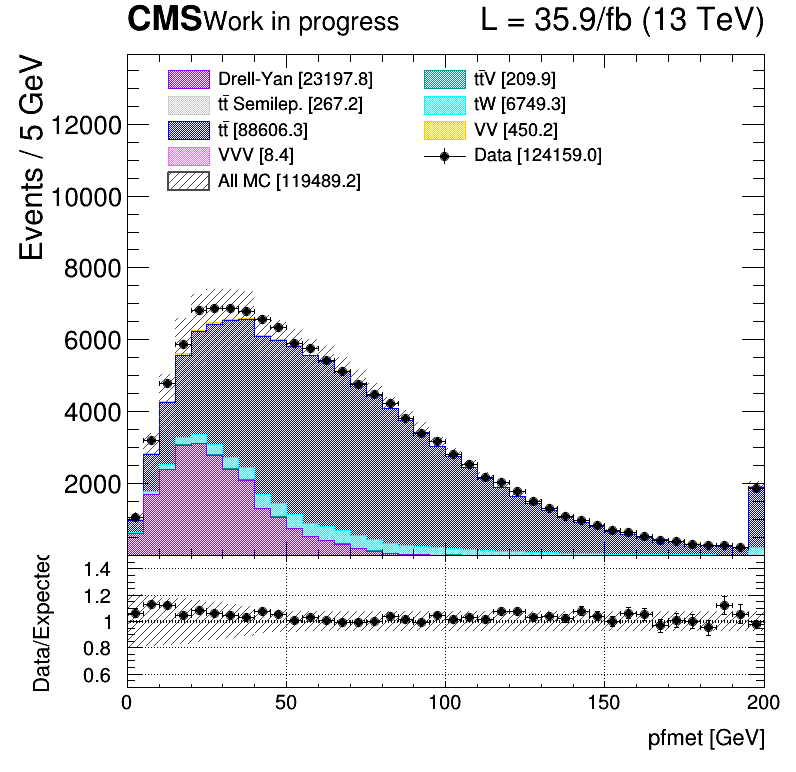 CMS Work in progress L = 35.9/fb (13 TeV)
Drell-Yan [23197.8]
tt̄ Semilep. [267.2]
tt̄ [88606.3]
VVV [8.4]
All MC [119489.2]
tt̄V [209.9]
tW [6749.3]
VV [450.2]
Data [124159.0]
Events / 5 GeV
12000
10000
8000
6000
4000
2000
Data/Expected
1.4
1.2
1
0.8
0.6
0 50 100 150 200
pfmet [GeV]